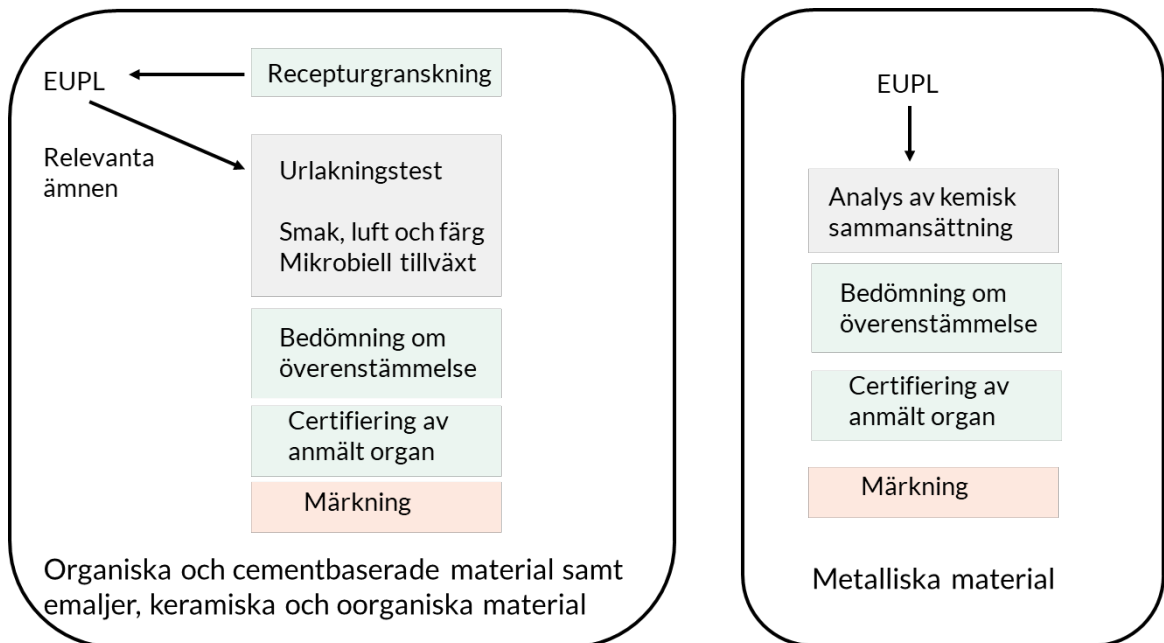 Recepturgranskning
EUPL
Relevanta
ämnen
Urlakningstest
Smak, luft och färg
Mikrobiell tillväxt
Bedömning om
överenstämmelse
Certifiering av
anmält organ
Märkning
Organiska och cementbaserade material samt
emaljer, keramiska och oorganiska material
EUPL
Analys av kemisk
sammansättning
Bedömning om
överenstämmelse
Certifiering av
anmält organ
Märkning
Metalliska material